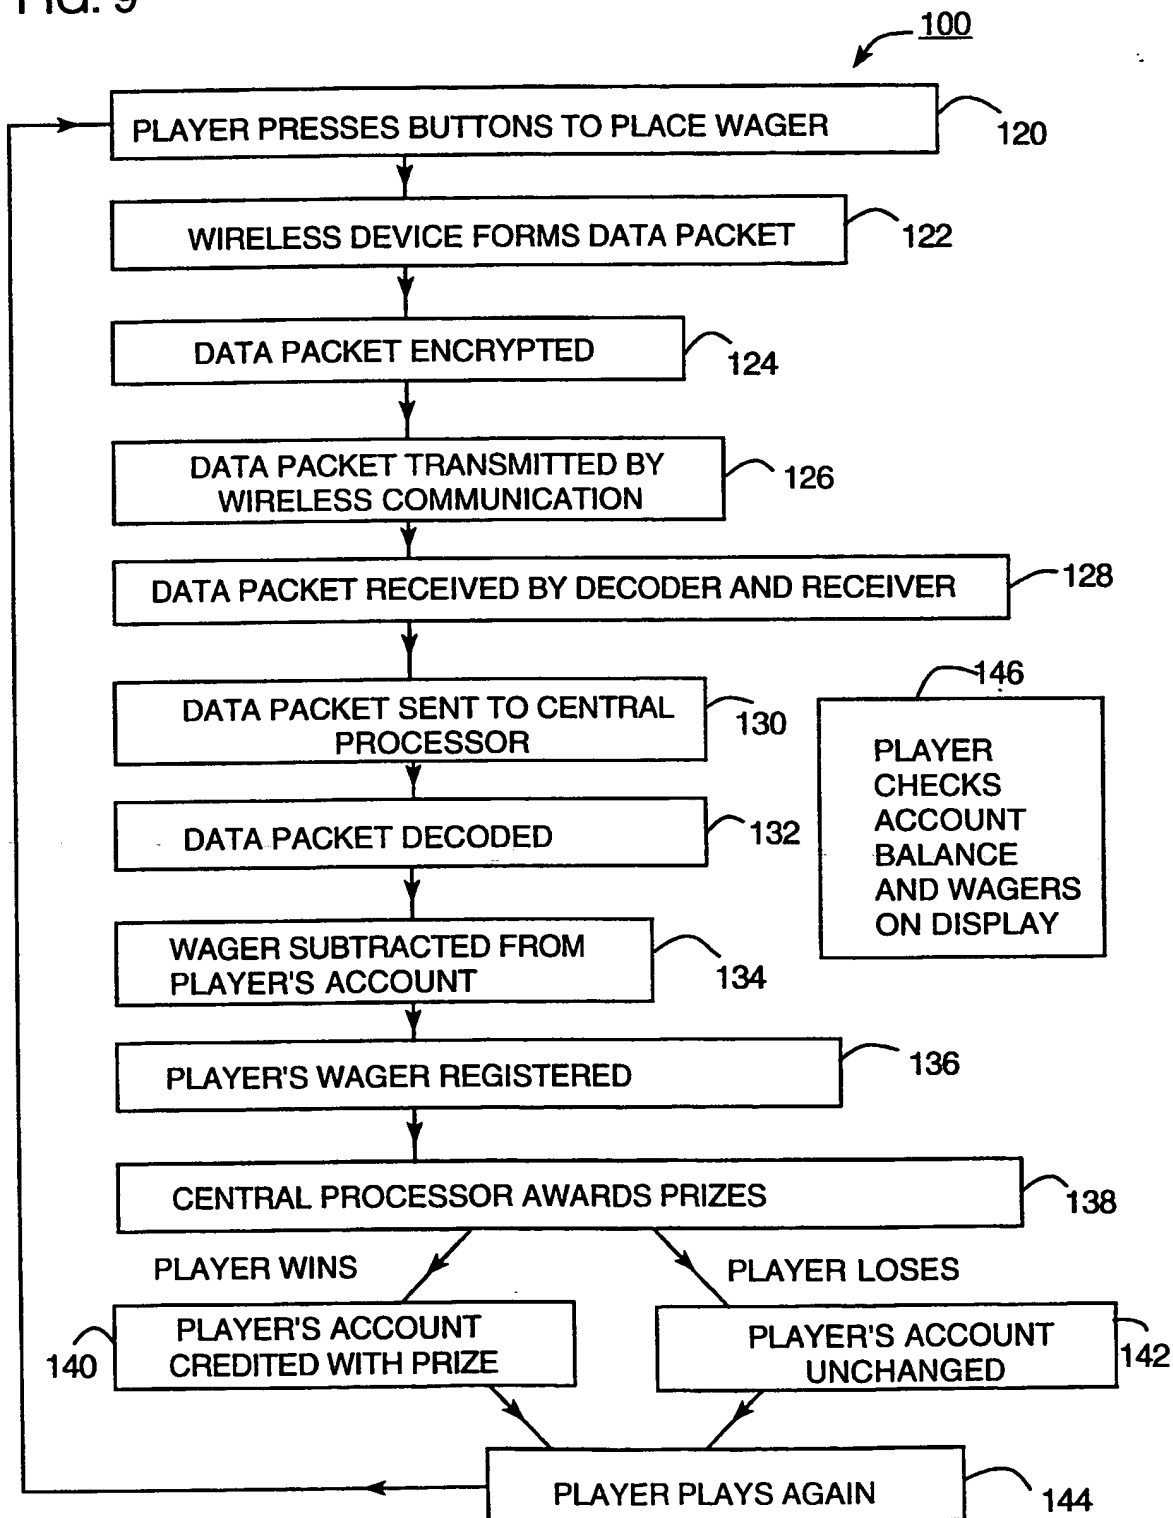 FIG. 9
100
PLAYER PRESSES BUTTONS TO PLACE WAGER
120
WIRELESS DEVICE FORMS DATA PACKET
122
DATA PACKET ENCRYPTED
124
DATA PACKET TRANSMITTED BY
WIRELESS COMMUNICATION
126
DATA PACKET RECEIVED BY DECODER AND RECEIVER
128
DATA PACKET SENT TO CENTRAL
PROCESSOR
130
146
PLAYER
CHECKS
ACCOUNT
BALANCE
AND WAGERS
ON DISPLAY
DATA PACKET DECODED
132
WAGER SUBTRACTED FROM
PLAYER'S ACCOUNT
134
PLAYER'S WAGER REGISTERED
136
CENTRAL PROCESSOR AWARDS PRIZES
138
PLAYER WINS
PLAYER LOSES
140
PLAYER'S ACCOUNT
CREDITED WITH PRIZE
PLAYER'S ACCOUNT
UNCHANGED
142
PLAYER PLAYS AGAIN
144